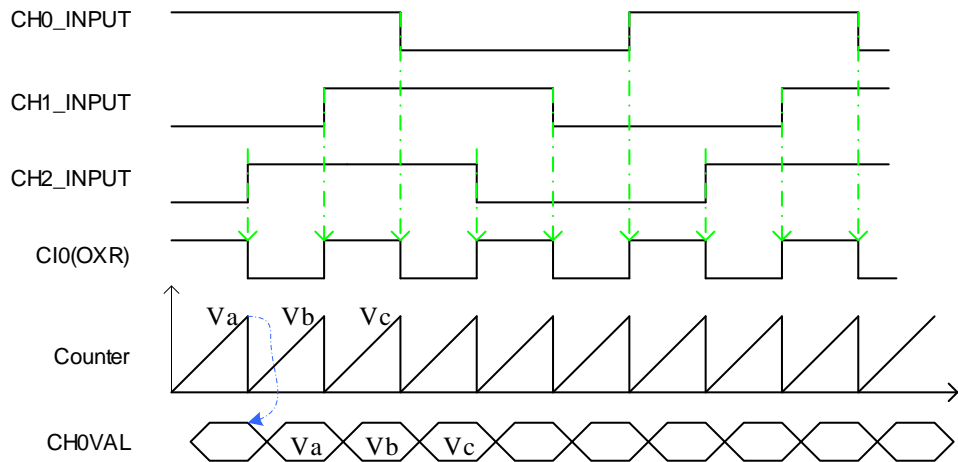 CH0_INPUT
CH1_INPUT
CH2_INPUT
CI0(OXR)
Va Vb Vc
Counter
CH0VAL
Va Vb Vc